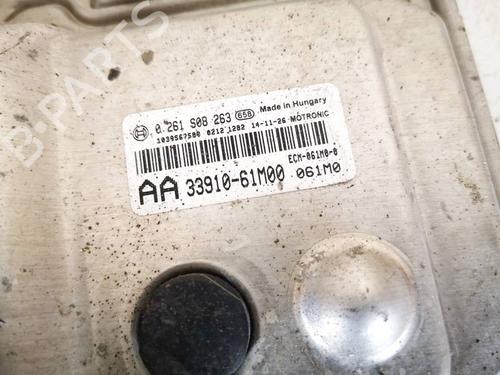 B-PARTS
0 261 S08 263 658 Made in Hungary
1039S67580 0212 1282 14-11-26 MOTRONIC
ECM-061M0-0
AA 33910-61M00 061M0